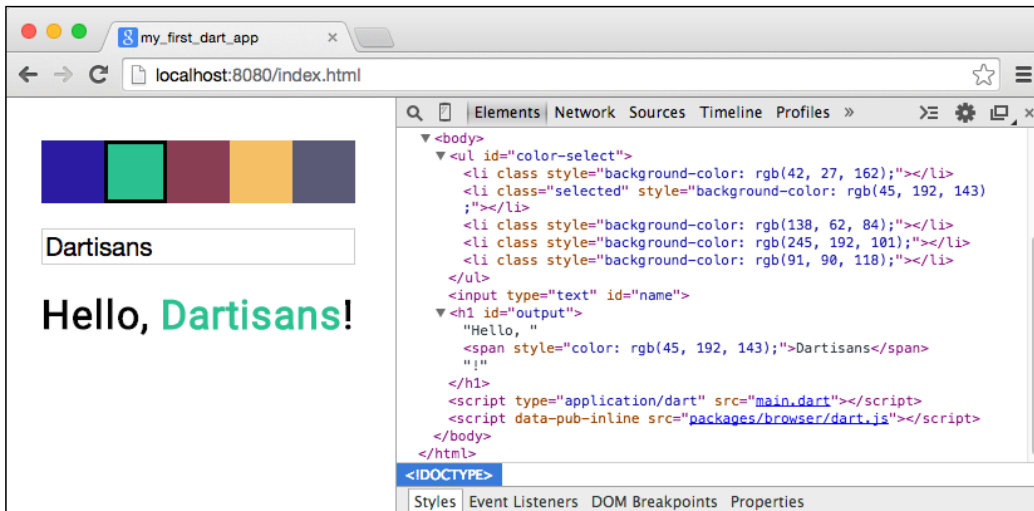 my_first_dart_app
localhost:8080/index.html
Dartisans
Hello, Dartisans!
Elements Network Sources Timeline Profiles »
▼<body>
▼<ul id="color-select">
<li class style="background-color: rgb(42, 27, 162);"></li>
<li class="selected" style="background-color: rgb(45, 192, 143)
;"></li>
<li class style="background-color: rgb(138, 62, 84);"></li>
<li class style="background-color: rgb(245, 192, 101);"></li>
<li class style="background-color: rgb(91, 90, 118);"></li>
</ul>
<input type="text" id="name">
▼<h1 id="output">
"Hello, "
<span style="color: rgb(45, 192, 143);">Dartisans</span>
"!"
</h1>
<script type="application/dart" src="main.dart"></script>
<script data-pub-inline src="packages/browser/dart.js"></script>
</body>
</html>
<!DOCTYPE>
Styles Event Listeners DOM Breakpoints Properties